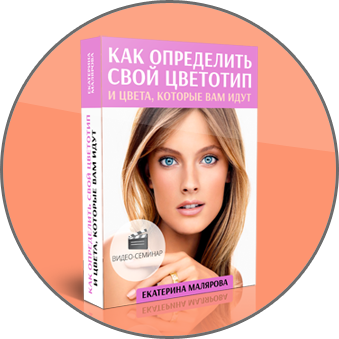 КАК ОПРЕДЕЛИТЬ
СВОЙ ЦВЕТОТИП
И ЦВЕТА, КОТОРЫЕ ВАМ ИДУТ
ВИДЕО-СЕМИНАР
ЕКАТЕРИНА МАЛЯРОВА
ЕКАТЕРИНА
МАЛЯРОВА
КАК ОПРЕДЕЛИТЬ СВОЙ ЦВЕТОТИП
И ЦВЕТА, КОТОРЫЕ ВАМ ИДУТ